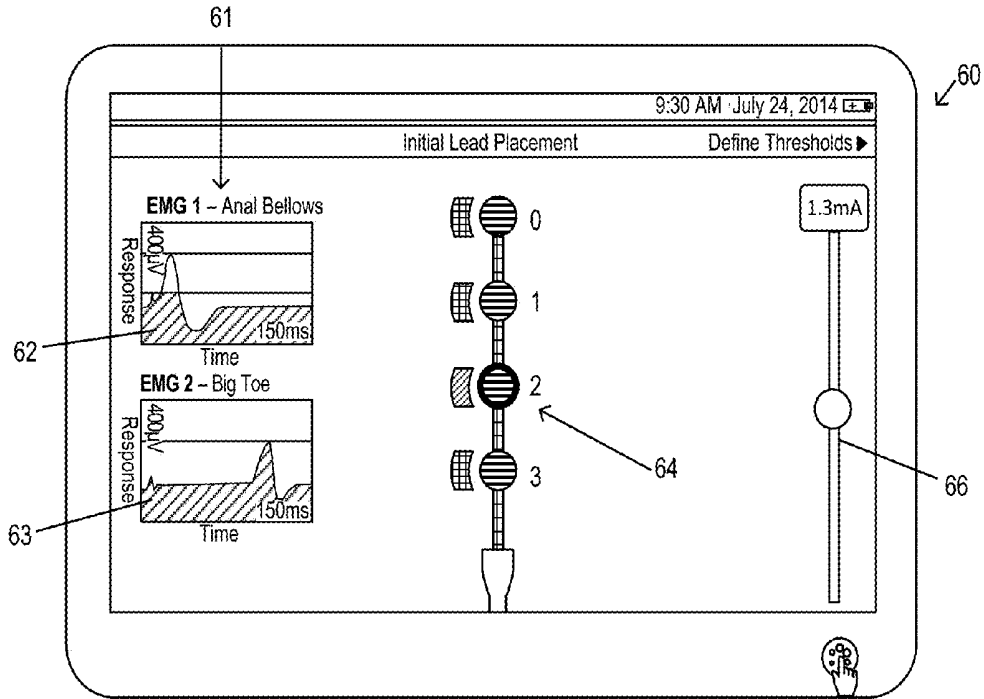 61
60
9:30 AM July 24, 2014
Initial Lead Placement
Define Thresholds
EMG 1 – Anal Bellows
400µV
Response
150ms
Time
62
EMG 2 – Big Toe
400µV
Response
150ms
Time
63
0
1
2
3
64
1.3mA
66